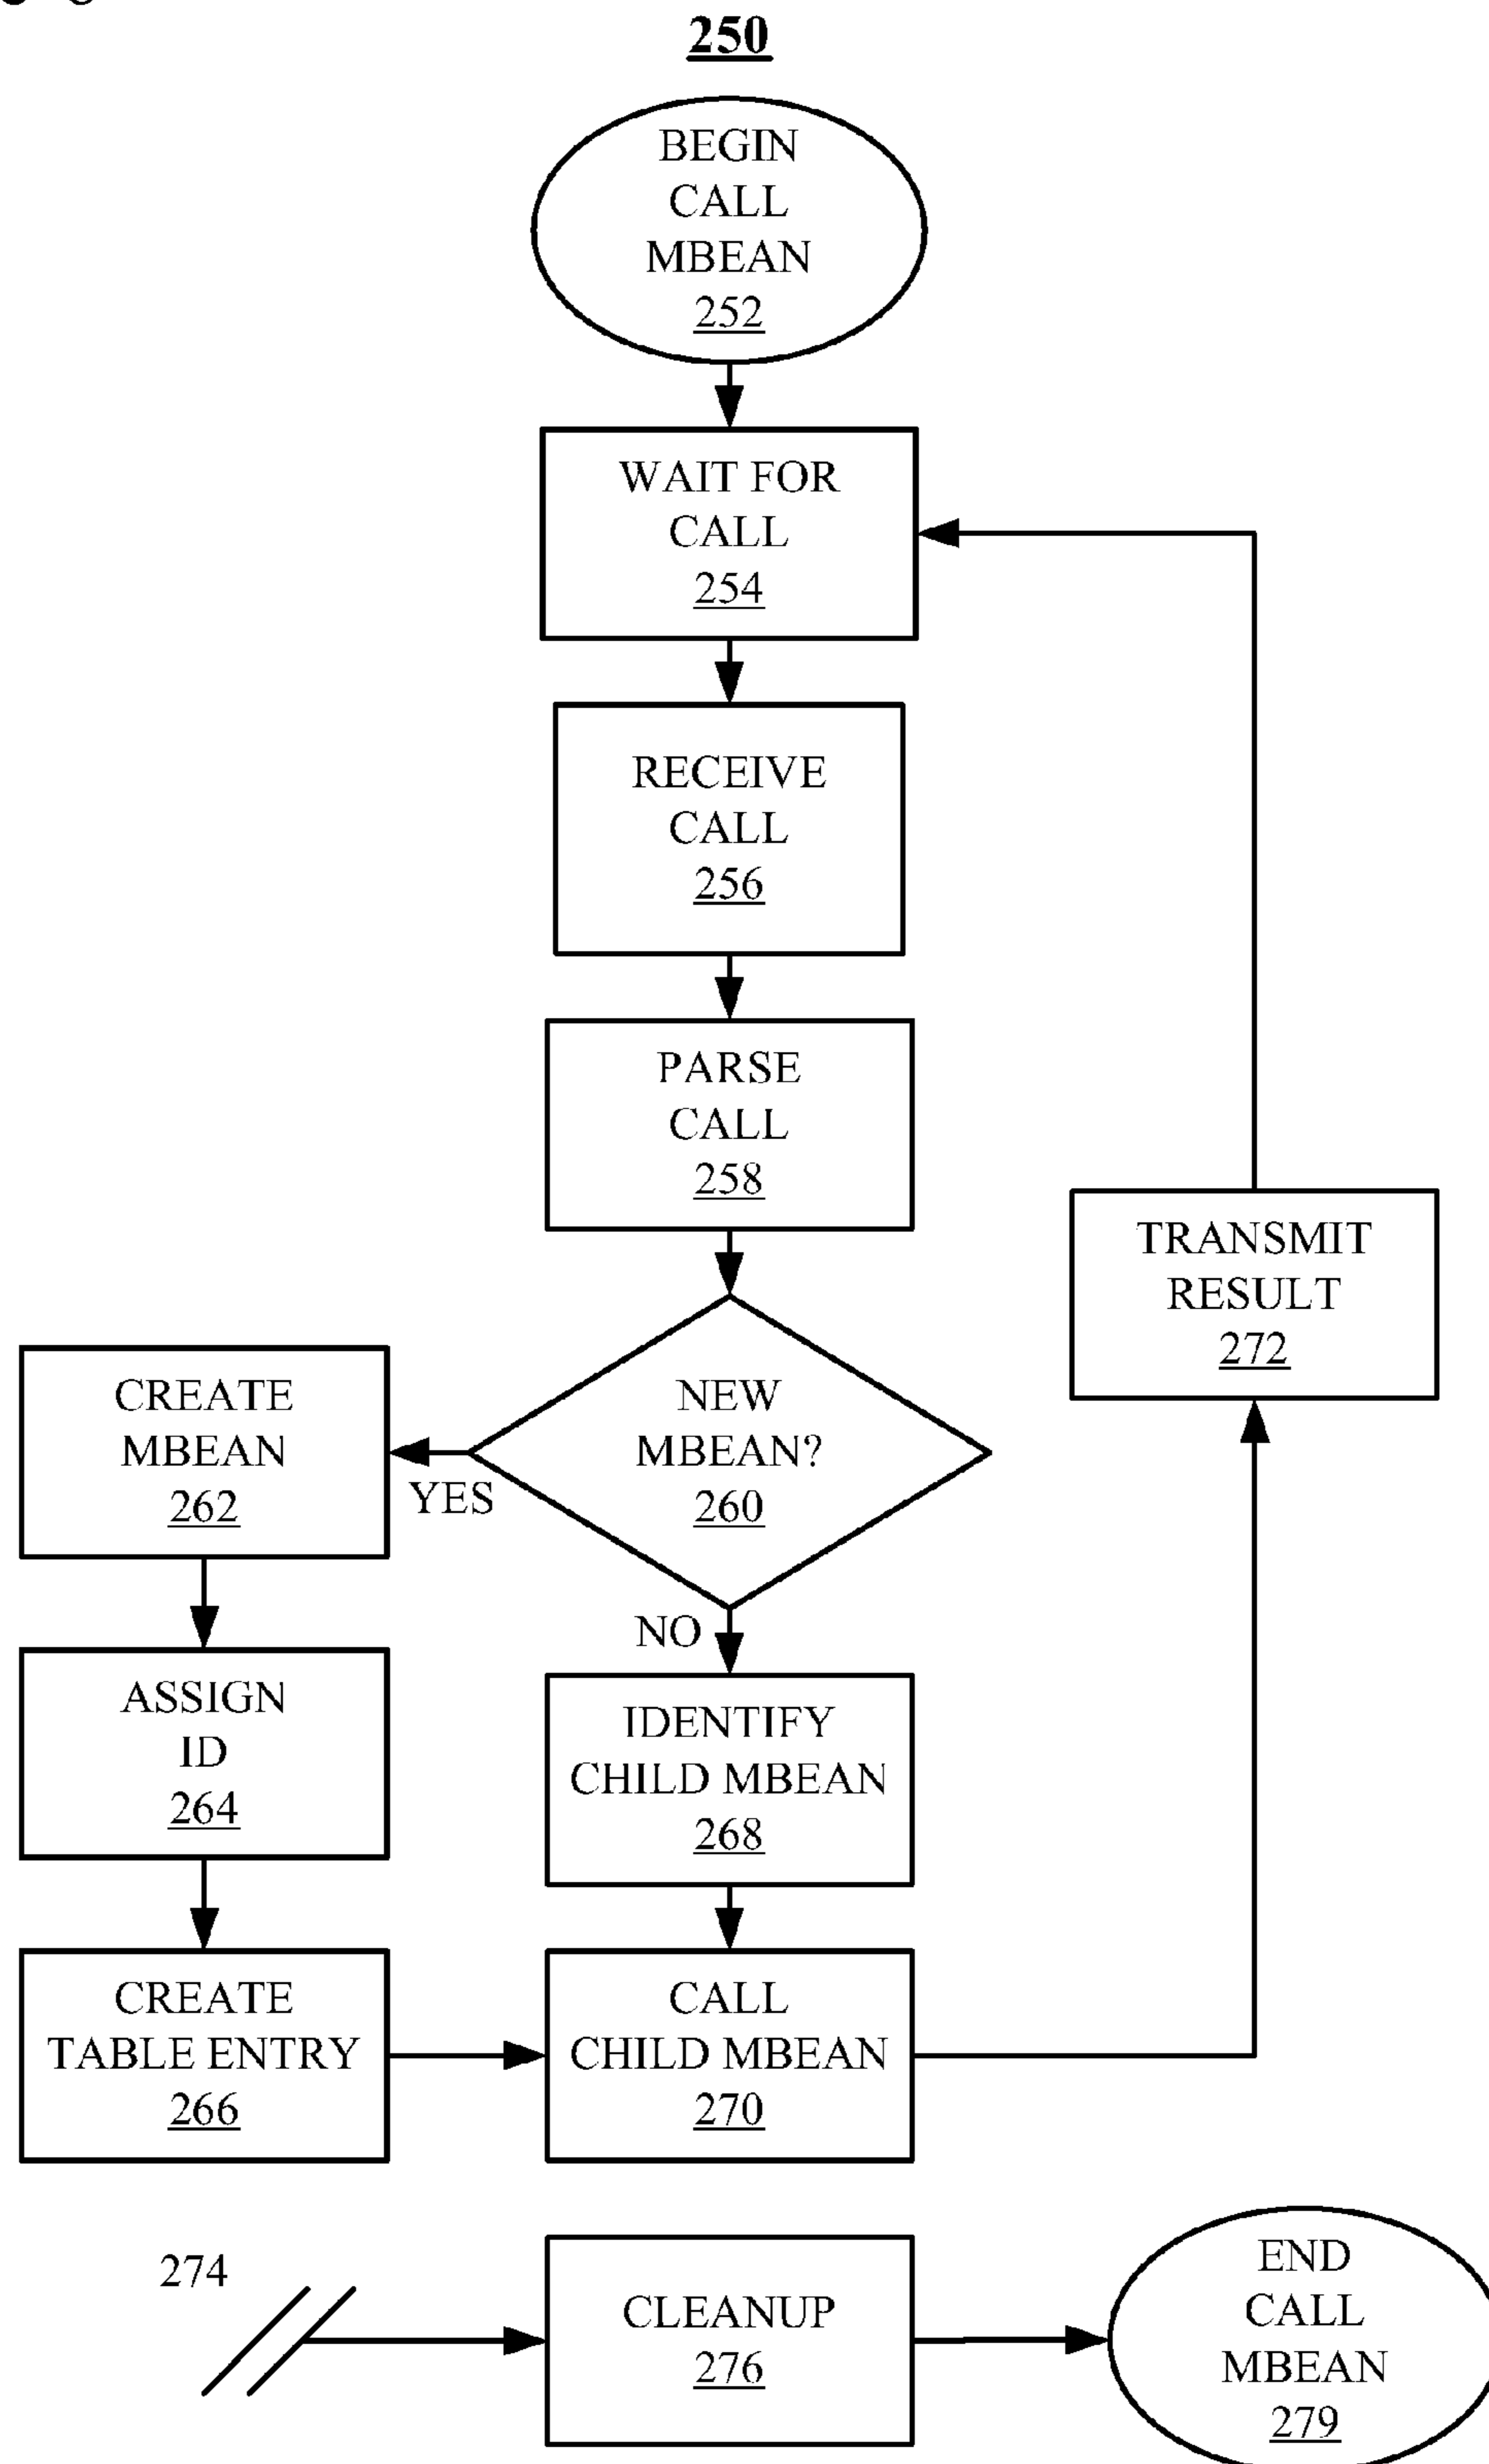 250
BEGIN
CALL
MBEAN
252
WAIT FOR
CALL
254
RECEIVE
CALL
256
PARSE
CALL
258
TRANSMIT
RESULT
272
NEW
MBEAN?
260
YES
NO
CREATE
MBEAN
262
ASSIGN
ID
264
IDENTIFY
CHILD MBEAN
268
CREATE
TABLE ENTRY
266
CALL
CHILD MBEAN
270
274
CLEANUP
276
END
CALL
MBEAN
279